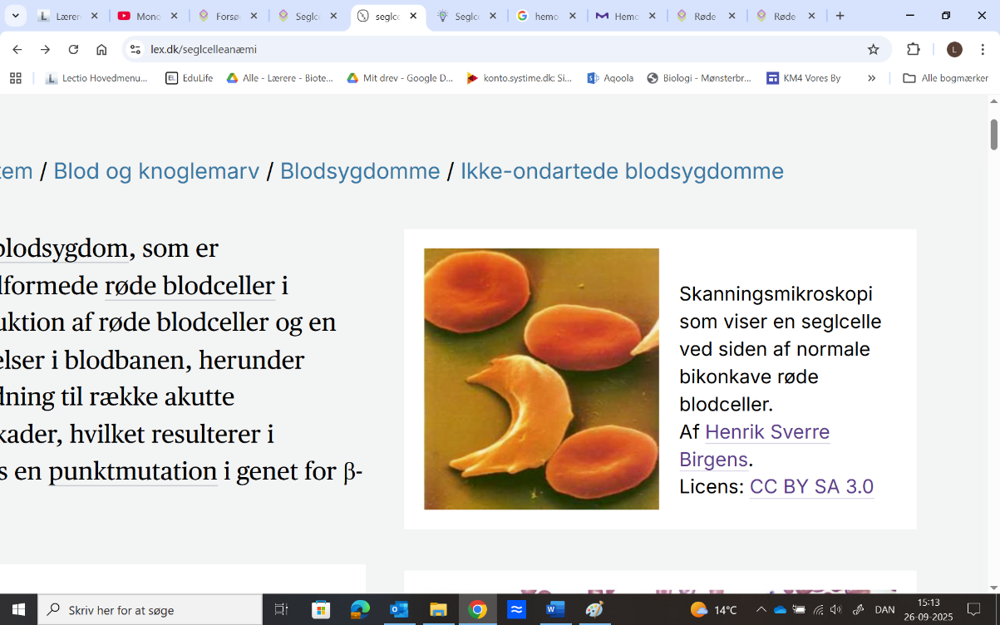 Lærere
Mono
Forsø
Seglc
seglc
Seglc
hemo
Hemo
Røde
Røde
lex.dk/seglcelleanæmi
L
Lectio Hovedmenu...
EduLife
Alle - Lærere - Biote...
Mit drev - Google D...
konto.systime.dk: Si...
Aqoola
Biologi - Mønsterbr...
KM4 Vores By
Alle bogmærker
tem / Blod og knoglemarv / Blodsygdomme / Ikke-ondartede blodsygdomme
blodsygdom, som er
lformede røde blodceller i
uktion af røde blodceller og en
elser i blodbanen, herunder
dning til række akutte
kader, hvilket resulterer i
s en punktmutation i genet for β-
Skanningsmikroskopi
som viser en seglcelle
ved siden af normale
bikonkave røde
blodceller.
Af Henrik Sverre
Birgens.
Licens: CC BY SA 3.0
Skriv her for at søge
14°C
DAN
15:13
26-09-2025